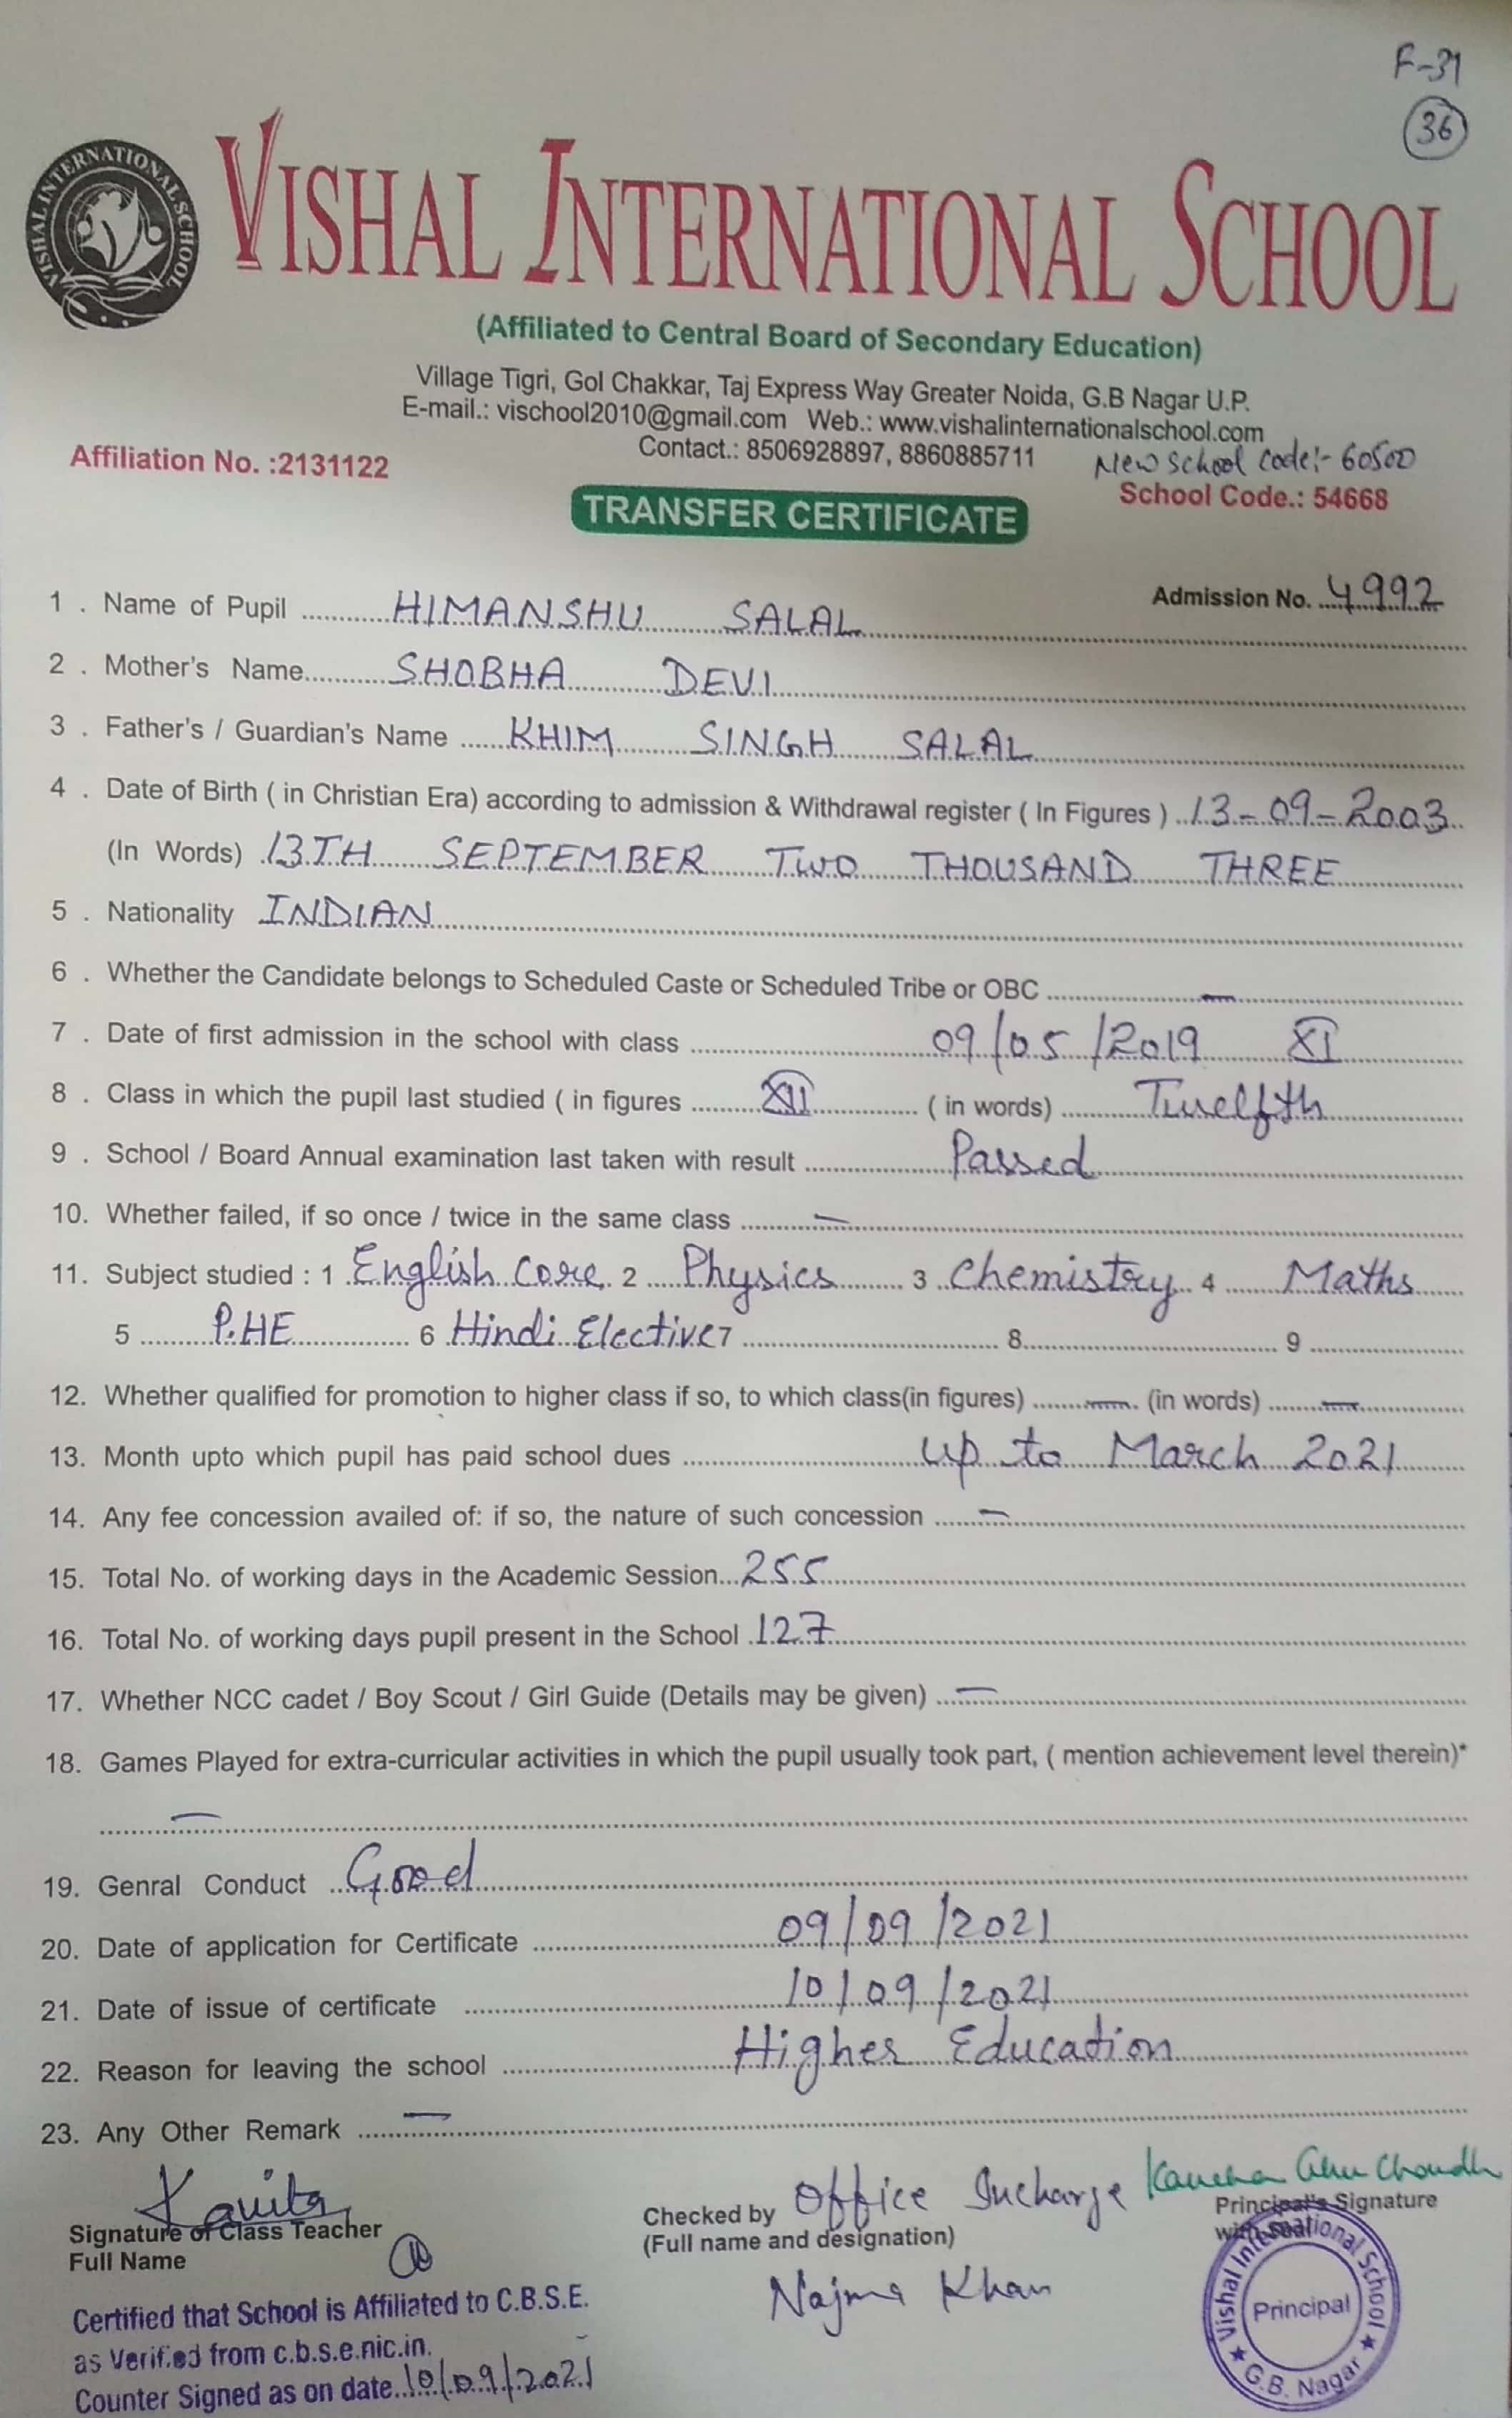 F-31
36
VISHAL INTERNATIONAL SCHOOL
VISHAL INTERNATIONAL SCHOOL
(Affiliated to Central Board of Secondary Education)
Village Tigri, Gol Chakkar, Taj Express Way Greater Noida, G.B Nagar U.P.
E-mail.: vischool2010@gmail.com Web.: www.vishalinternationalschool.com
Contact.: 8506928897, 8860885711
New School Code:- 60500
Affiliation No. :2131122
School Code.: 54668
TRANSFER CERTIFICATE
Admission No. 4992
1 . Name of Pupil HIMANSHU SALAL
2 . Mother's Name SHOBHA DEVI
3 . Father's / Guardian's Name KHIM SINGH SALAL
4 . Date of Birth ( in Christian Era) according to admission & Withdrawal register ( In Figures ) 13-09-2003
(In Words) 13TH SEPTEMBER TWO THOUSAND THREE
5 . Nationality INDIAN
6 . Whether the Candidate belongs to Scheduled Caste or Scheduled Tribe or OBC —
7 . Date of first admission in the school with class 09/05/2019 XI
8 . Class in which the pupil last studied ( in figures XII ( in words) Twelfth
9 . School / Board Annual examination last taken with result Passed
10. Whether failed, if so once / twice in the same class —
11. Subject studied : 1 English Core 2 Physics 3 Chemistry 4 Maths
5 P.HE 6 Hindi Elective 7 8 9
12. Whether qualified for promotion to higher class if so, to which class(in figures) — (in words) —
13. Month upto which pupil has paid school dues up to March 2021
14. Any fee concession availed of: if so, the nature of such concession —
15. Total No. of working days in the Academic Session 255
16. Total No. of working days pupil present in the School 127
17. Whether NCC cadet / Boy Scout / Girl Guide (Details may be given) —
18. Games Played for extra-curricular activities in which the pupil usually took part, ( mention achievement level therein)*
—
19. Genral Conduct Good
20. Date of application for Certificate 09/09/2021
21. Date of issue of certificate 10/09/2021
22. Reason for leaving the school Higher Education
23. Any Other Remark —
Kavita
Signature of Class Teacher
Full Name
Checked by Office Incharge
(Full name and designation)
Najma Khan
Principal's Signature
with Seal
Vishal International School
Principal
G.B. Nagar
Certified that School is Affiliated to C.B.S.E.
as Verified from c.b.s.e.nic.in.
Counter Signed as on date 10/09/2021